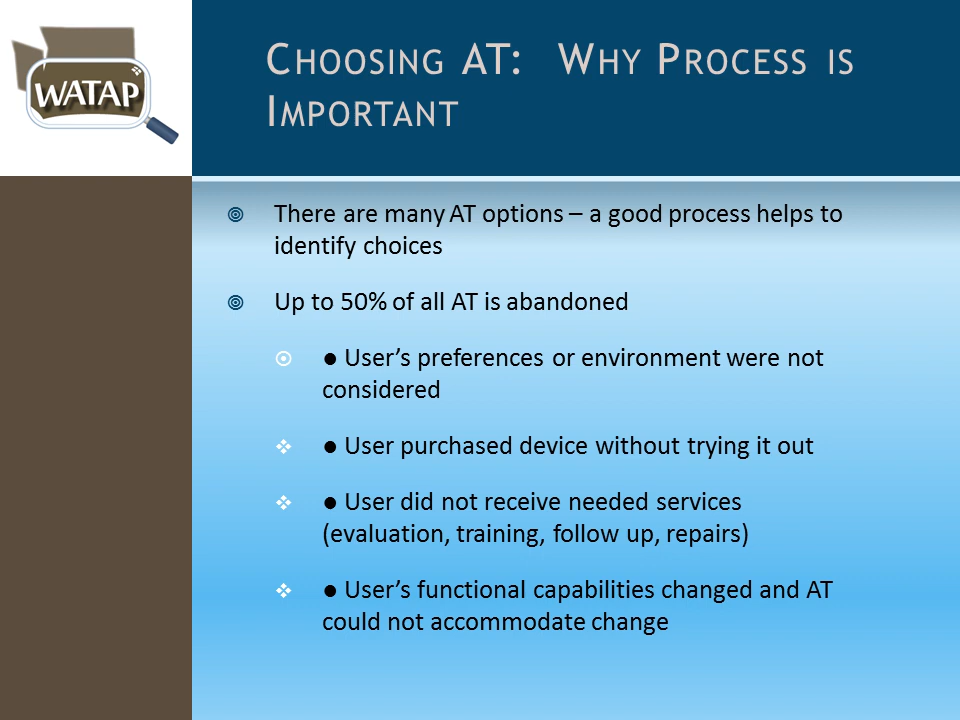 WATAP
CHOOSING AT: WHY PROCESS IS
IMPORTANT
There are many AT options – a good process helps to
identify choices
Up to 50% of all AT is abandoned
● User’s preferences or environment were not
considered
● User purchased device without trying it out
● User did not receive needed services
(evaluation, training, follow up, repairs)
● User’s functional capabilities changed and AT
could not accommodate change